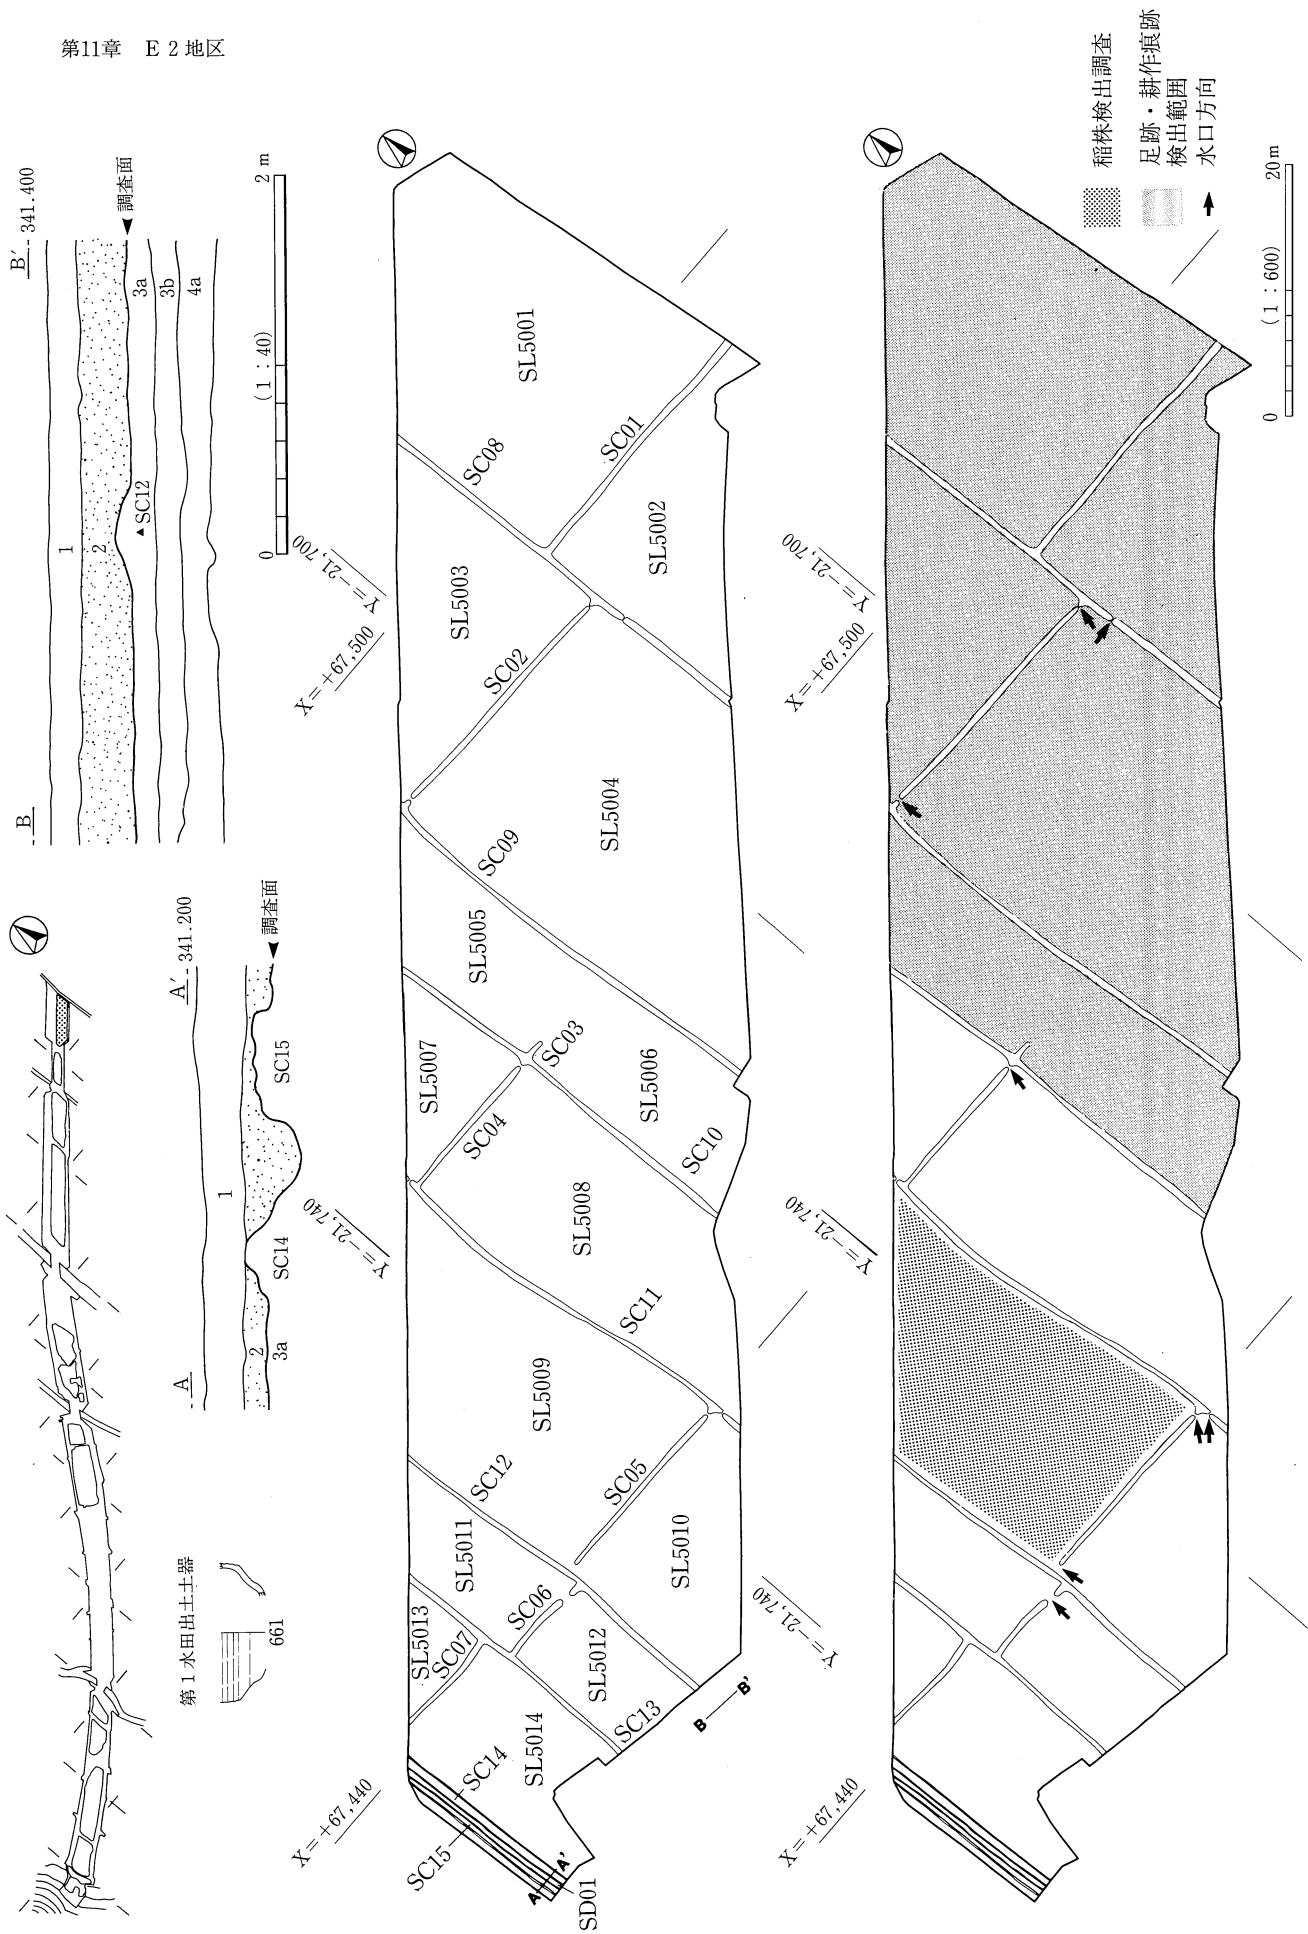 第11章　E 2 地区
B
B′
341.400
調査面
1
2
3a
3b
4a
▲SC12
0
(1：40)
2 m
A
A′
341.200
調査面
1
2
3a
SC14
SC15
第1水田出土土器
661
X＝+67,500
Y＝−21,700
Y＝−21,740
X＝+67,440
Y＝−21,740
SL5001
SC08
SC01
SL5002
SL5003
SC02
SL5004
SC09
SL5005
SC03
SL5006
SL5007
SC04
SC10
SL5008
SC11
SL5009
SC12
SC05
SL5010
SL5011
SC06
SL5013
SC07
SL5012
SC13
SL5014
SC14
SC15
A
A'
SD01
B
B'
X＝+67,500
Y＝−21,700
Y＝−21,740
X＝+67,440
稲株検出調査
足跡・耕作痕跡
検出範囲
水口方向
0
(1：600)
20m